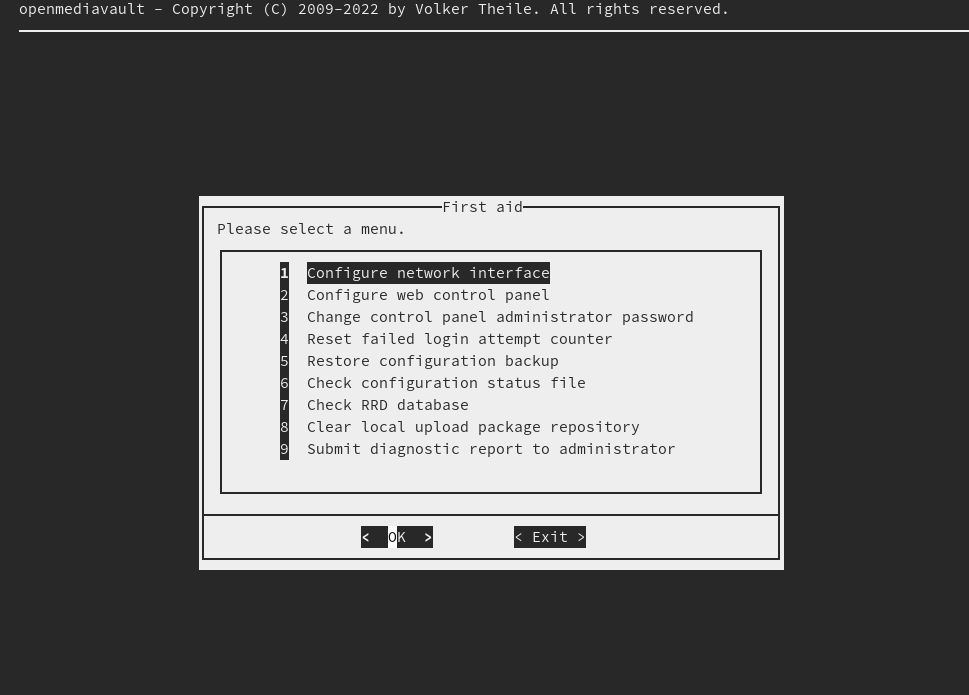 openmediavault – Copyright (C) 2009–2022 by Volker Theile. All rights reserved.
First aid
Please select a menu.
1 Configure network interface
2 Configure web control panel
3 Change control panel administrator password
4 Reset failed login attempt counter
5 Restore configuration backup
6 Check configuration status file
7 Check RRD database
8 Clear local upload package repository
9 Submit diagnostic report to administrator
< OK > < Exit >